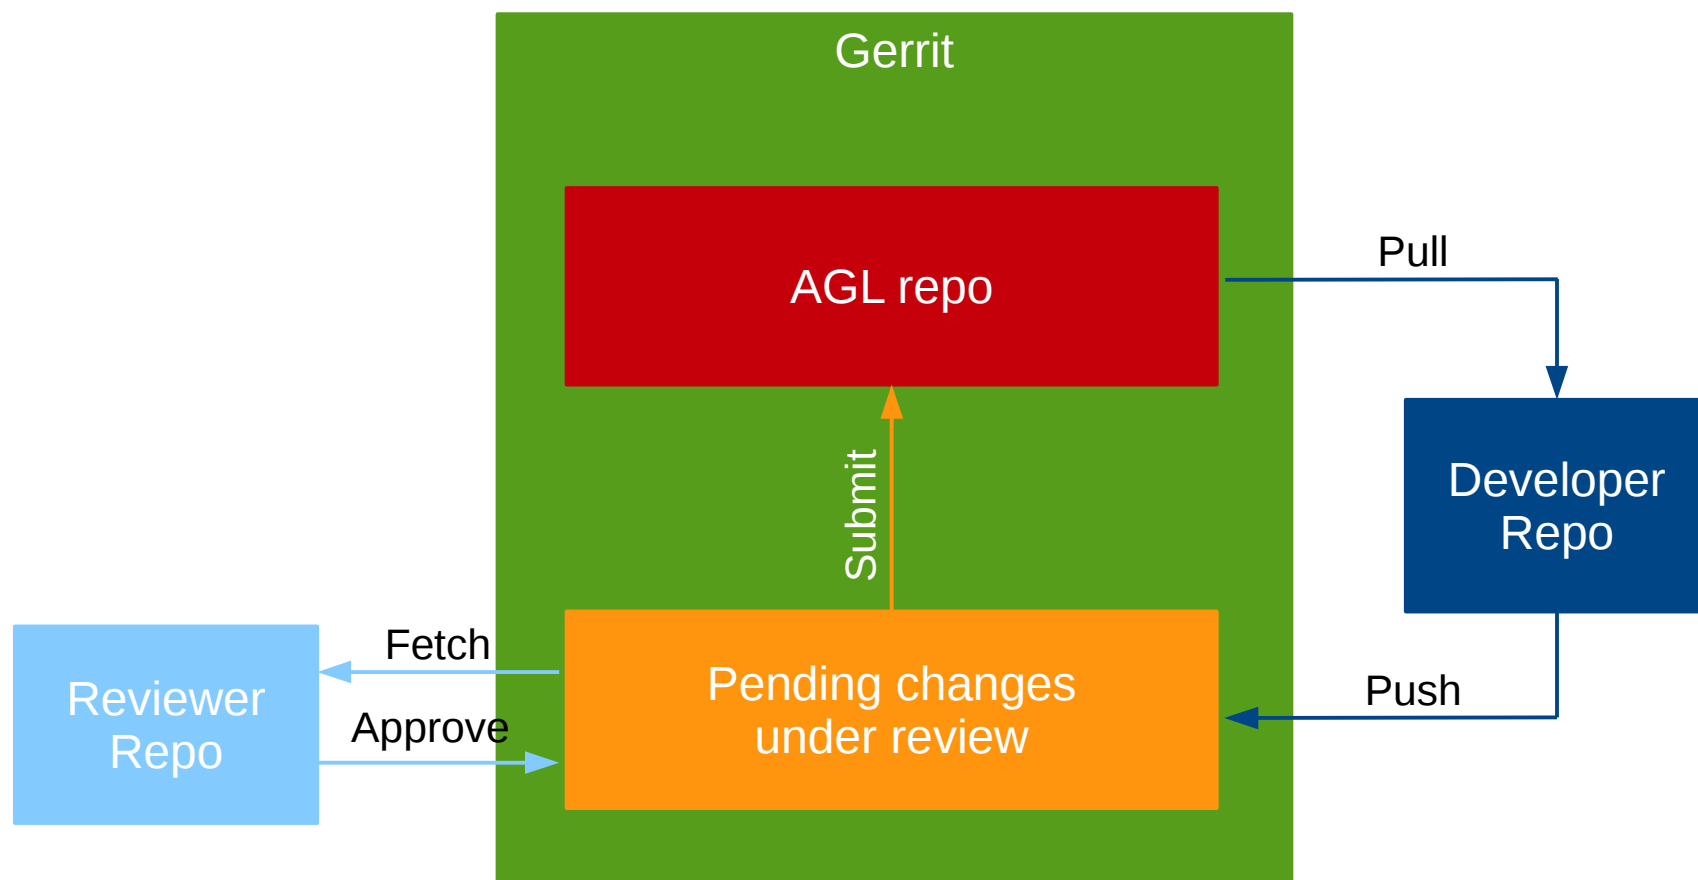 Gerrit
AGL repo
Pull
Developer
Repo
Submit
Fetch
Reviewer
Repo
Approve
Pending changes
under review
Push